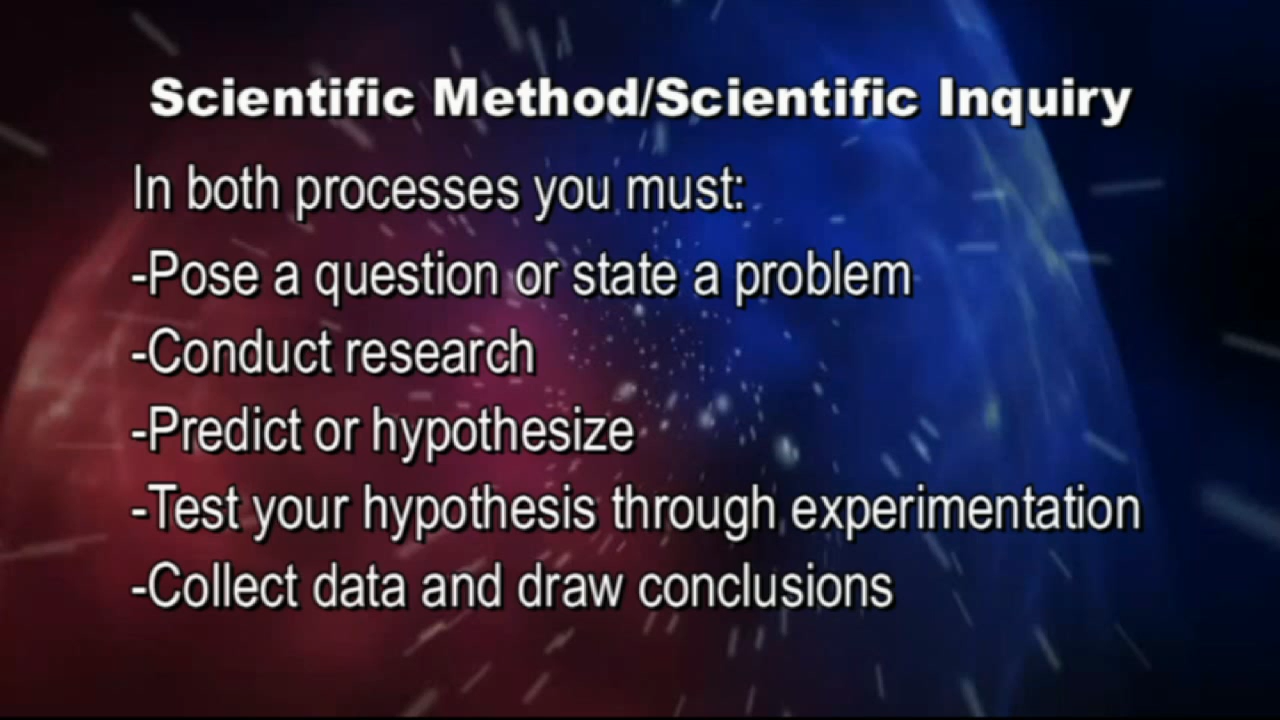 Scientific Method/Scientific Inquiry
In both processes you must:
-Pose a question or state a problem
-Conduct research
-Predict or hypothesize
-Test your hypothesis through experimentation
-Collect data and draw conclusions